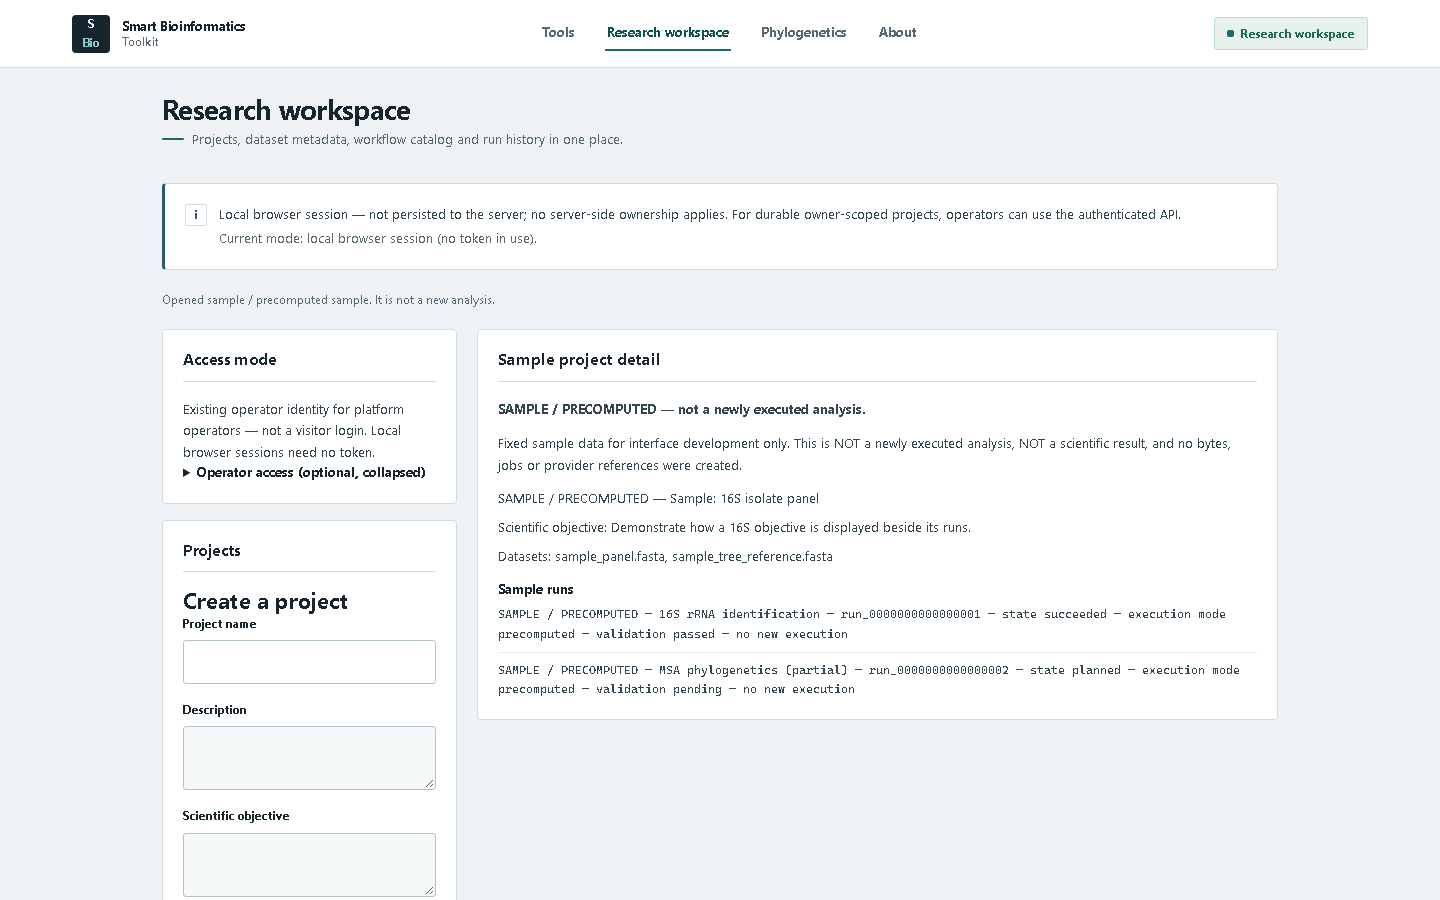 S
Bio
Smart Bioinformatics
Toolkit
Tools
Research workspace
Phylogenetics
About
Research workspace
Research workspace
Projects, dataset metadata, workflow catalog and run history in one place.
i
Local browser session — not persisted to the server; no server-side ownership applies. For durable owner-scoped projects, operators can use the authenticated API.
Current mode: local browser session (no token in use).
Opened sample / precomputed sample. It is not a new analysis.
Access mode
Existing operator identity for platform
operators — not a visitor login. Local
browser sessions need no token.
Operator access (optional, collapsed)
Projects
Create a project
Project name
Description
Scientific objective
Sample project detail
SAMPLE / PRECOMPUTED — not a newly executed analysis.
Fixed sample data for interface development only. This is NOT a newly executed analysis, NOT a scientific result, and no bytes,
jobs or provider references were created.
SAMPLE / PRECOMPUTED — Sample: 16S isolate panel
Scientific objective: Demonstrate how a 16S objective is displayed beside its runs.
Datasets: sample_panel.fasta, sample_tree_reference.fasta
Sample runs
SAMPLE / PRECOMPUTED — 16S rRNA identification — run_0000000000000001 — state succeeded — execution mode
precomputed — validation passed — no new execution
SAMPLE / PRECOMPUTED — MSA phylogenetics (partial) — run_0000000000000002 — state planned — execution mode
precomputed — validation pending — no new execution